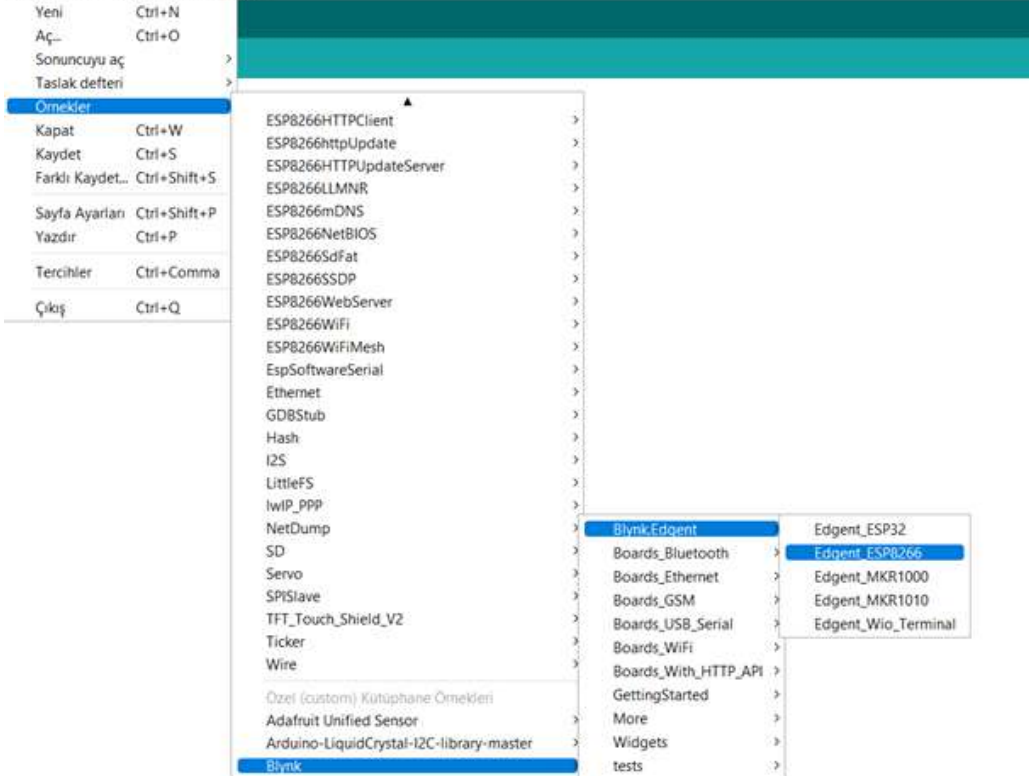 Yeni Ctrl+N
Aç... Ctrl+O
Sonuncuyu aç
Taslak defteri
Örnekler
Kapat Ctrl+W
Kaydet Ctrl+S
Farklı Kaydet... Ctrl+Shift+S
Sayfa Ayarları Ctrl+Shift+P
Yazdır Ctrl+P
Tercihler Ctrl+Comma
Çıkış Ctrl+Q
ESP8266HTTPClient
ESP8266httpUpdate
ESP8266HTTPUpdateServer
ESP8266LLMNR
ESP8266mDNS
ESP8266NetBIOS
ESP8266SdFat
ESP8266SSDP
ESP8266WebServer
ESP8266WiFi
ESP8266WiFiMesh
EspSoftwareSerial
Ethernet
GDBStub
Hash
I2S
LittleFS
lwIP_PPP
NetDump
SD
Servo
SPISlave
TFT_Touch_Shield_V2
Ticker
Wire
Özel (custom) Kütüphane Örnekleri
Adafruit Unified Sensor
Arduino-LiquidCrystal-I2C-library-master
Blynk
Blynk.Edgent
Boards_Bluetooth
Boards_Ethernet
Boards_GSM
Boards_USB_Serial
Boards_WiFi
Boards_With_HTTP_API
GettingStarted
More
Widgets
tests
Edgent_ESP32
Edgent_ESP8266
Edgent_MKR1000
Edgent_MKR1010
Edgent_Wio_Terminal